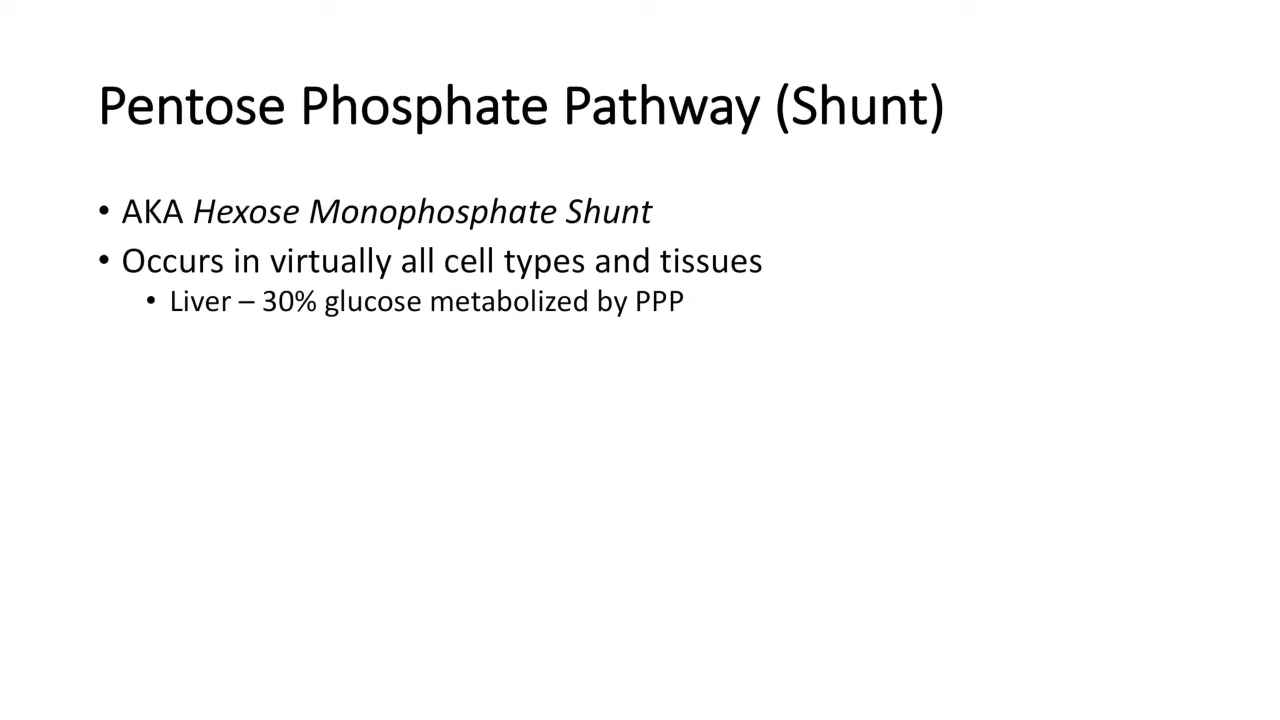 Pentose Phosphate Pathway (Shunt)
• AKA Hexose Monophosphate Shunt
• Occurs in virtually all cell types and tissues
• Liver – 30% glucose metabolized by PPP